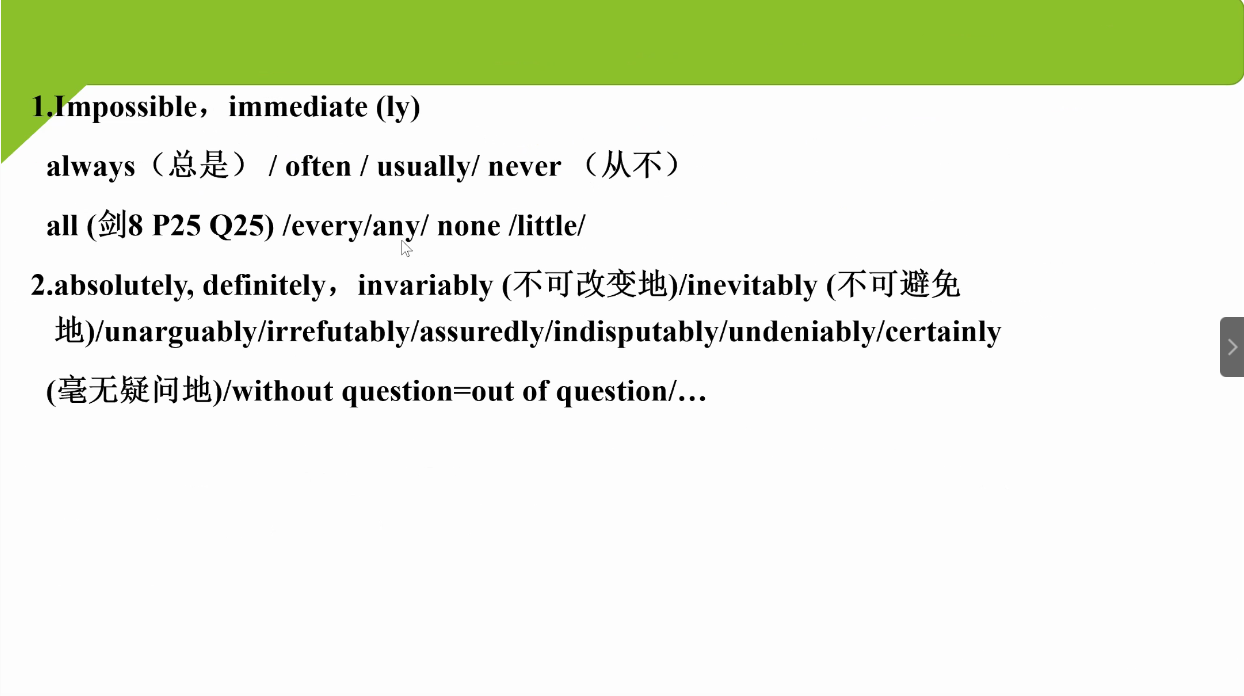 1.Impossible，immediate (ly)
always（总是） / often / usually/ never （从不）
all (剑8 P25 Q25) /every/any/ none /little/
2.absolutely, definitely，invariably (不可改变地)/inevitably (不可避免
地)/unarguably/irrefutably/assuredly/indisputably/undeniably/certainly
(毫无疑问地)/without question=out of question/…